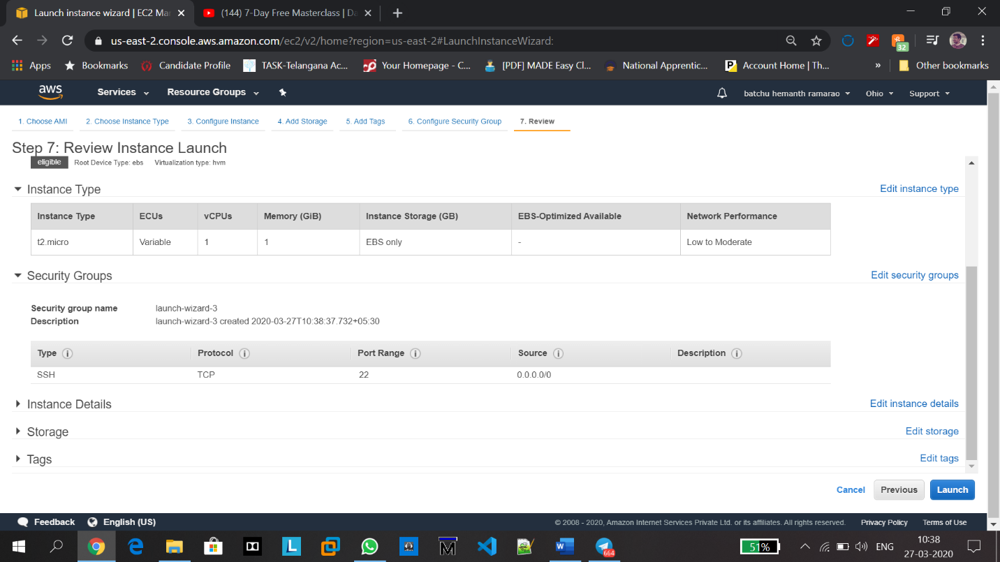 Launch instance wizard | EC2 Mar
(144) 7-Day Free Masterclass | Da
us-east-2.console.aws.amazon.com/ec2/v2/home?region=us-east-2#LaunchInstanceWizard:
32
Apps Bookmarks Candidate Profile TASK-Telangana Ac... Your Homepage - C... [PDF] MADE Easy Cl... National Apprentic... Account Home | Th... » Other bookmarks
aws Services Resource Groups batchu hemanth ramarao Ohio Support
1. Choose AMI 2. Choose Instance Type 3. Configure Instance 4. Add Storage 5. Add Tags 6. Configure Security Group 7. Review
Step 7: Review Instance Launch
eligible Root Device Type: ebs Virtualization type: hvm
Instance Type Edit instance type
Instance Type ECUs vCPUs Memory (GiB) Instance Storage (GB) EBS-Optimized Available Network Performance
t2.micro Variable 1 1 EBS only - Low to Moderate
Security Groups Edit security groups
Security group name launch-wizard-3
Description launch-wizard-3 created 2020-03-27T10:38:37.732+05:30
Type Protocol Port Range Source Description
SSH TCP 22 0.0.0.0/0
Instance Details Edit instance details
Storage Edit storage
Tags Edit tags
Cancel Previous Launch
Feedback English (US) © 2008 - 2020, Amazon Internet Services Private Ltd. or its affiliates. All rights reserved. Privacy Policy Terms of Use
664 51% ENG 10:38
27-03-2020